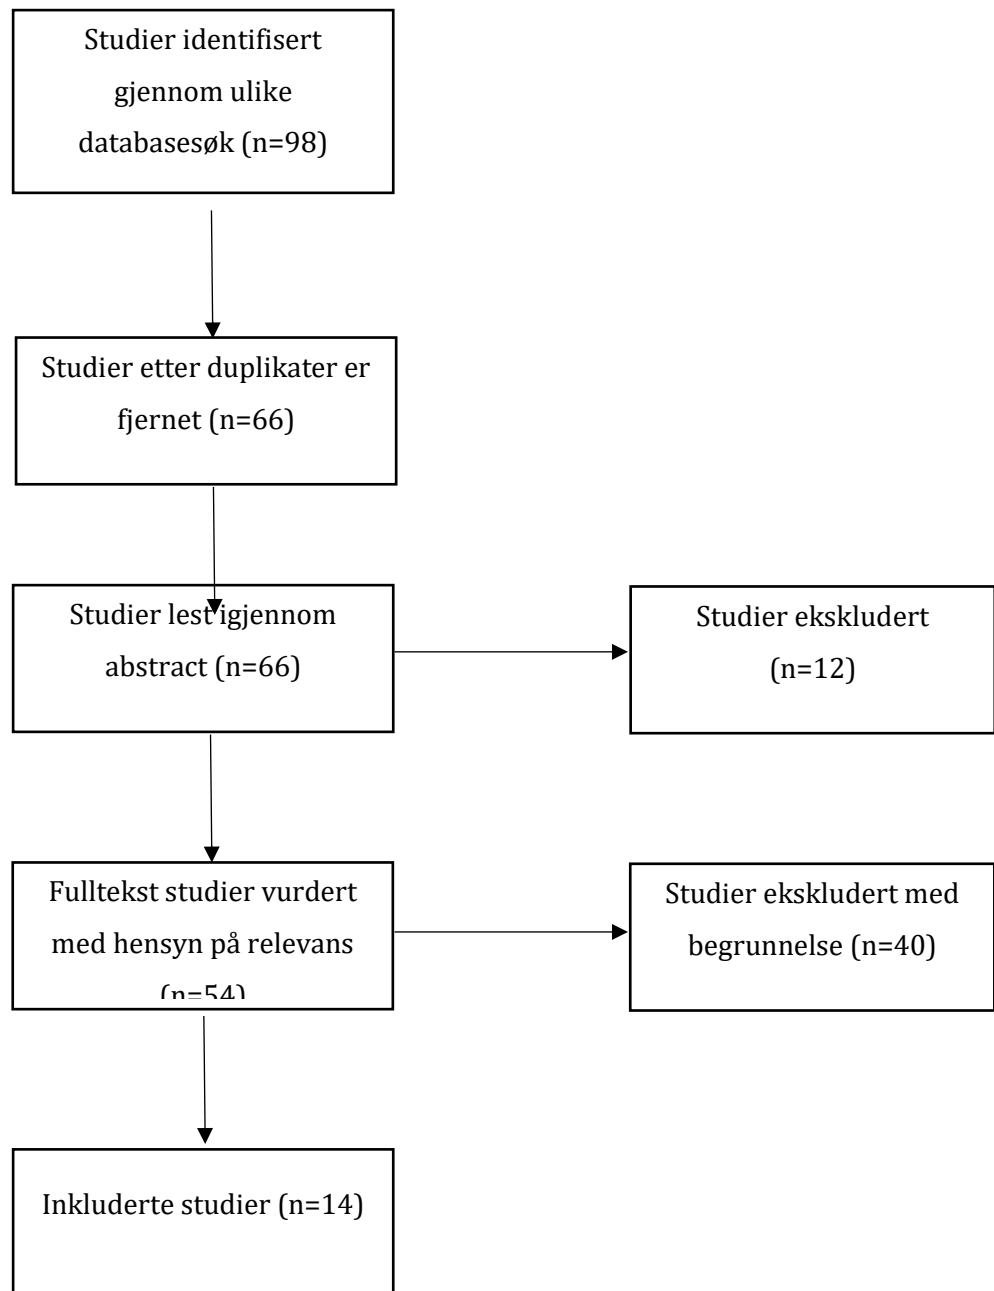 Studier identifisert
gjennom ulike
databasesøk (n=98)
Studier etter duplikater er
fjernet (n=66)
Studier lest igjennom
abstract (n=66)
Studier ekskludert
(n=12)
Fulltekst studier vurdert
med hensyn på relevans
(n=54)
Studier ekskludert med
begrunnelse (n=40)
Inkluderte studier (n=14)